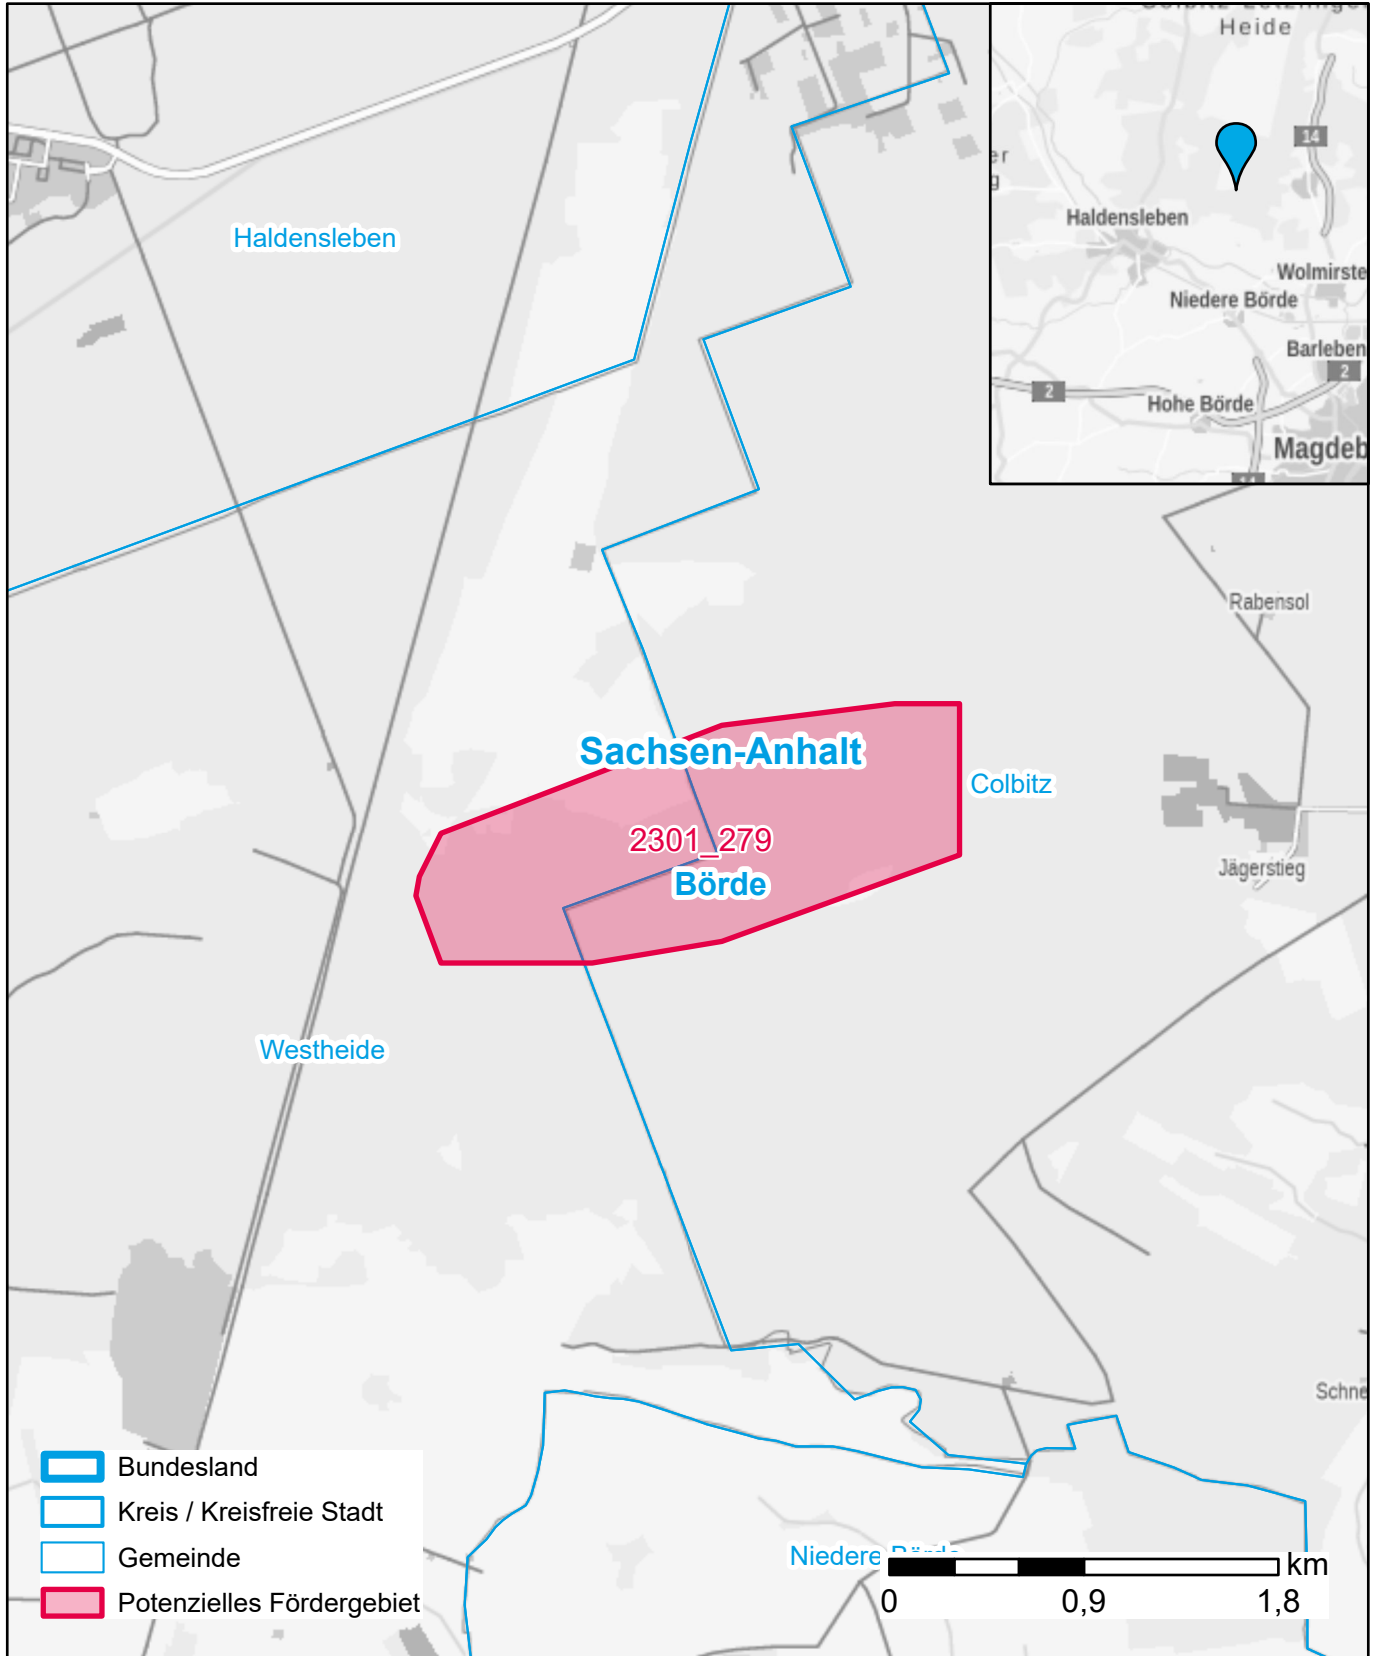 Heide
14
Haldensleben
Wolmirste
Niedere Börde
Barleben
2
2
Hohe Börde
Magdeb
Haldensleben
Rabensol
Sachsen-Anhalt
Colbitz
2301_279
Börde
Jägerstieg
Westheide
Schne
Niedere Börde
Bundesland
Kreis / Kreisfreie Stadt
Gemeinde
Potenzielles Fördergebiet
km
0 0,9 1,8